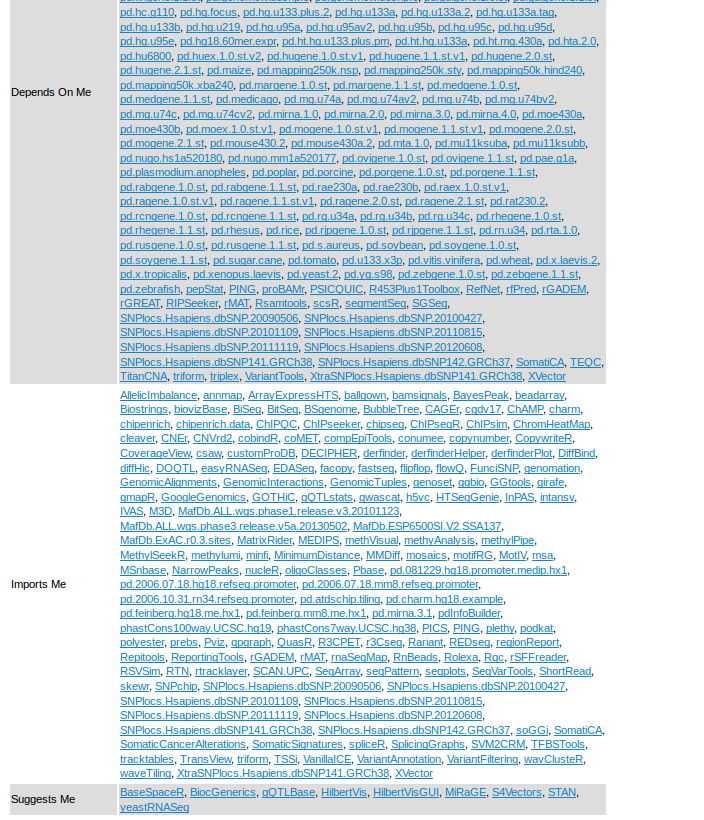 pd.hc.g110, pd.hg.focus, pd.hg.u133.plus.2, pd.hg.u133a, pd.hg.u133a.2, pd.hg.u133a.tag,
pd.hg.u133b, pd.hg.u219, pd.hg.u95a, pd.hg.u95av2, pd.hg.u95b, pd.hg.u95c, pd.hg.u95d,
pd.hg.u95e, pd.hg18.60mer.expr, pd.ht.hg.u133.plus.pm, pd.ht.hg.u133a, pd.ht.mg.430a, pd.hta.2.0,
pd.hu6800, pd.huex.1.0.st.v2, pd.hugene.1.0.st.v1, pd.hugene.1.1.st.v1, pd.hugene.2.0.st,
pd.hugene.2.1.st, pd.maize, pd.mapping250k.nsp, pd.mapping250k.sty, pd.mapping50k.hind240,
Depends On Me
pd.mapping50k.xba240, pd.margene.1.0.st, pd.margene.1.1.st, pd.medgene.1.0.st,
pd.medgene.1.1.st, pd.medicago, pd.mg.u74a, pd.mg.u74av2, pd.mg.u74b, pd.mg.u74bv2,
pd.mg.u74c, pd.mg.u74cv2, pd.mirna.1.0, pd.mirna.2.0, pd.mirna.3.0, pd.mirna.4.0, pd.moe430a,
pd.moe430b, pd.moex.1.0.st.v1, pd.mogene.1.0.st.v1, pd.mogene.1.1.st.v1, pd.mogene.2.0.st,
pd.mogene.2.1.st, pd.mouse430.2, pd.mouse430a.2, pd.mta.1.0, pd.mu11ksuba, pd.mu11ksubb,
pd.nugo.hs1a520180, pd.nugo.mm1a520177, pd.ovigene.1.0.st, pd.ovigene.1.1.st, pd.pae.g1a,
pd.plasmodium.anopheles, pd.poplar, pd.porcine, pd.porgene.1.0.st, pd.porgene.1.1.st,
pd.rabgene.1.0.st, pd.rabgene.1.1.st, pd.rae230a, pd.rae230b, pd.raex.1.0.st.v1,
pd.ragene.1.0.st.v1, pd.ragene.1.1.st.v1, pd.ragene.2.0.st, pd.ragene.2.1.st, pd.rat230.2,
pd.rcngene.1.0.st, pd.rcngene.1.1.st, pd.rg.u34a, pd.rg.u34b, pd.rg.u34c, pd.rhegene.1.0.st,
pd.rhegene.1.1.st, pd.rhesus, pd.rice, pd.rjpgene.1.0.st, pd.rjpgene.1.1.st, pd.rn.u34, pd.rta.1.0,
pd.rusgene.1.0.st, pd.rusgene.1.1.st, pd.s.aureus, pd.soybean, pd.soygene.1.0.st,
pd.soygene.1.1.st, pd.sugar.cane, pd.tomato, pd.u133.x3p, pd.vitis.vinifera, pd.wheat, pd.x.laevis.2,
pd.x.tropicalis, pd.xenopus.laevis, pd.yeast.2, pd.yg.s98, pd.zebgene.1.0.st, pd.zebgene.1.1.st,
pd.zebrafish, pepStat, PING, proBAMr, PSICQUIC, R453Plus1Toolbox, RefNet, rfPred, rGADEM,
rGREAT, RIPSeeker, rMAT, Rsamtools, scsR, segmentSeq, SGSeq,
SNPlocs.Hsapiens.dbSNP.20090506, SNPlocs.Hsapiens.dbSNP.20100427,
SNPlocs.Hsapiens.dbSNP.20101109, SNPlocs.Hsapiens.dbSNP.20110815,
SNPlocs.Hsapiens.dbSNP.20111119, SNPlocs.Hsapiens.dbSNP.20120608,
SNPlocs.Hsapiens.dbSNP141.GRCh38, SNPlocs.Hsapiens.dbSNP142.GRCh37, SomatiCA, TEQC,
TitanCNA, triform, triplex, VariantTools, XtraSNPlocs.Hsapiens.dbSNP141.GRCh38, XVector
AllelicImbalance, annmap, ArrayExpressHTS, ballgown, bamsignals, BayesPeak, beadarray,
Biostrings, biovizBase, BiSeq, BitSeq, BSgenome, BubbleTree, CAGEr, cgdv17, ChAMP, charm,
chipenrich, chipenrich.data, ChIPQC, ChIPseeker, chipseq, ChIPseqR, ChIPsim, ChromHeatMap,
cleaver, CNEr, CNVrd2, cobindR, coMET, compEpiTools, conumee, copynumber, CopywriteR,
CoverageView, csaw, customProDB, DECIPHER, derfinder, derfinderHelper, derfinderPlot, DiffBind,
diffHic, DOQTL, easyRNASeq, EDASeq, facopy, fastseg, flipflop, flowQ, FunciSNP, genomation,
GenomicAlignments, GenomicInteractions, GenomicTuples, genoset, ggbio, GGtools, girafe,
gmapR, GoogleGenomics, GOTHiC, gQTLstats, gwascat, h5vc, HTSeqGenie, InPAS, intansv,
IVAS, M3D, MafDb.ALL.wgs.phase1.release.v3.20101123,
MafDb.ALL.wgs.phase3.release.v5a.20130502, MafDb.ESP6500SI.V2.SSA137,
MafDb.ExAC.r0.3.sites, MatrixRider, MEDIPS, methVisual, methyAnalysis, methylPipe,
MethylSeekR, methylumi, minfi, MinimumDistance, MMDiff, mosaics, motifRG, MotIV, msa,
MSnbase, NarrowPeaks, nucleR, oligoClasses, Pbase, pd.081229.hg18.promoter.medip.hx1,
Imports Me
pd.2006.07.18.hg18.refseq.promoter, pd.2006.07.18.mm8.refseq.promoter,
pd.2006.10.31.rn34.refseq.promoter, pd.atdschip.tiling, pd.charm.hg18.example,
pd.feinberg.hg18.me.hx1, pd.feinberg.mm8.me.hx1, pd.mirna.3.1, pdInfoBuilder,
phastCons100way.UCSC.hg19, phastCons7way.UCSC.hg38, PICS, PING, plethy, podkat,
polyester, prebs, Pviz, qpgraph, QuasR, R3CPET, r3Cseq, Rariant, REDseq, regionReport,
Repitools, ReportingTools, rGADEM, rMAT, rnaSeqMap, RnBeads, Rolexa, Rqc, rSFFreader,
RSVSim, RTN, rtracklayer, SCAN.UPC, SeqArray, seqPattern, seqplots, SeqVarTools, ShortRead,
skewr, SNPchip, SNPlocs.Hsapiens.dbSNP.20090506, SNPlocs.Hsapiens.dbSNP.20100427,
SNPlocs.Hsapiens.dbSNP.20101109, SNPlocs.Hsapiens.dbSNP.20110815,
SNPlocs.Hsapiens.dbSNP.20111119, SNPlocs.Hsapiens.dbSNP.20120608,
SNPlocs.Hsapiens.dbSNP141.GRCh38, SNPlocs.Hsapiens.dbSNP142.GRCh37, soGGi, SomatiCA,
SomaticCancerAlterations, SomaticSignatures, spliceR, SplicingGraphs, SVM2CRM, TFBSTools,
tracktables, TransView, triform, TSSi, VanillaICE, VariantAnnotation, VariantFiltering, wavClusteR,
waveTiling, XtraSNPlocs.Hsapiens.dbSNP141.GRCh38, XVector
Suggests Me
BaseSpaceR, BiocGenerics, gQTLBase, HilbertVis, HilbertVisGUI, MiRaGE, S4Vectors, STAN,
yeastRNASeq